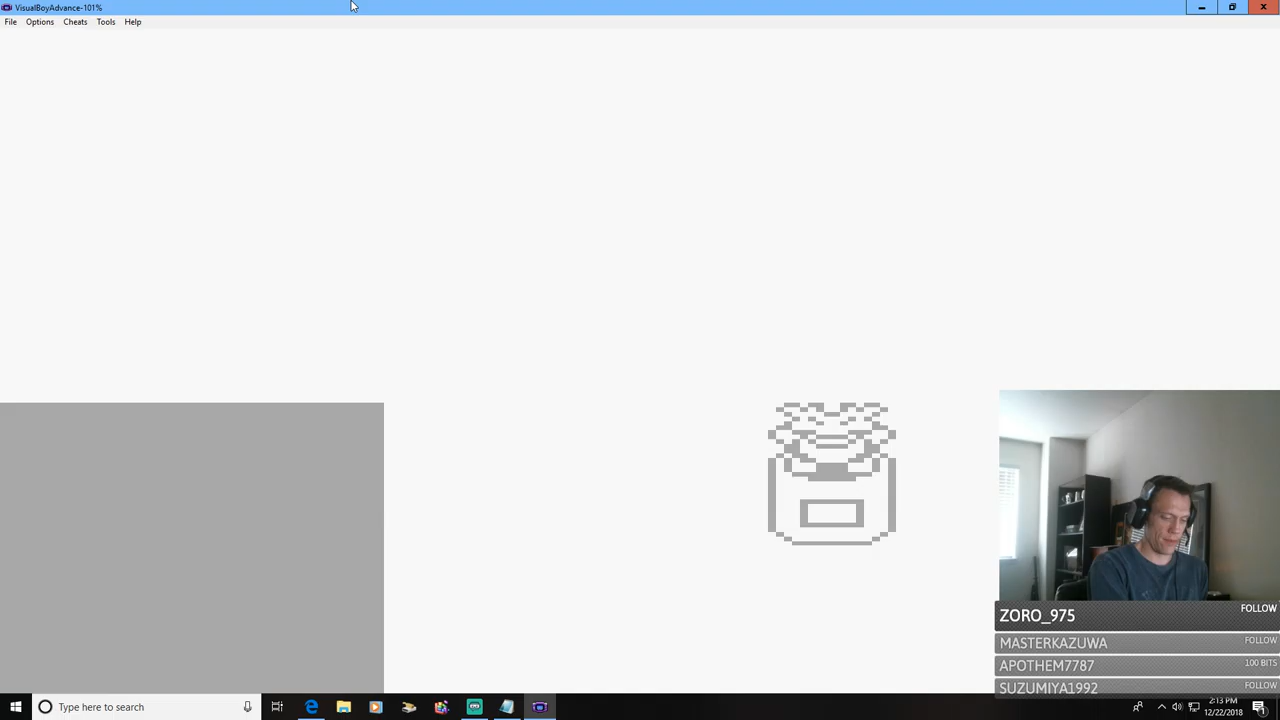 VisualBoyAdvance-101%
File Options Cheats Tools Help
ZORO_975 FOLLOW
MASTERKAZUWA FOLLOW
APOTHEM7787 100 BITS
SUZUMIYA1992 FOLLOW
Type here to search
2:13 PM
12/22/2018
1